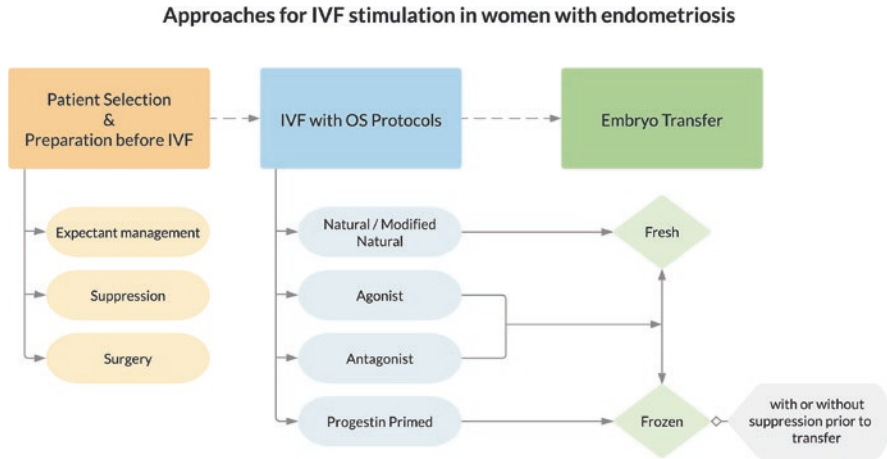 Approaches for IVF stimulation in women with endometriosis
Patient Selection
&
Preparation before IVF
IVF with OS Protocols
Embryo Transfer
Expectant management
Suppression
Surgery
Natural / Modified
Natural
Agonist
Antagonist
Progestin Primed
Fresh
Frozen
with or without
suppression prior to
transfer